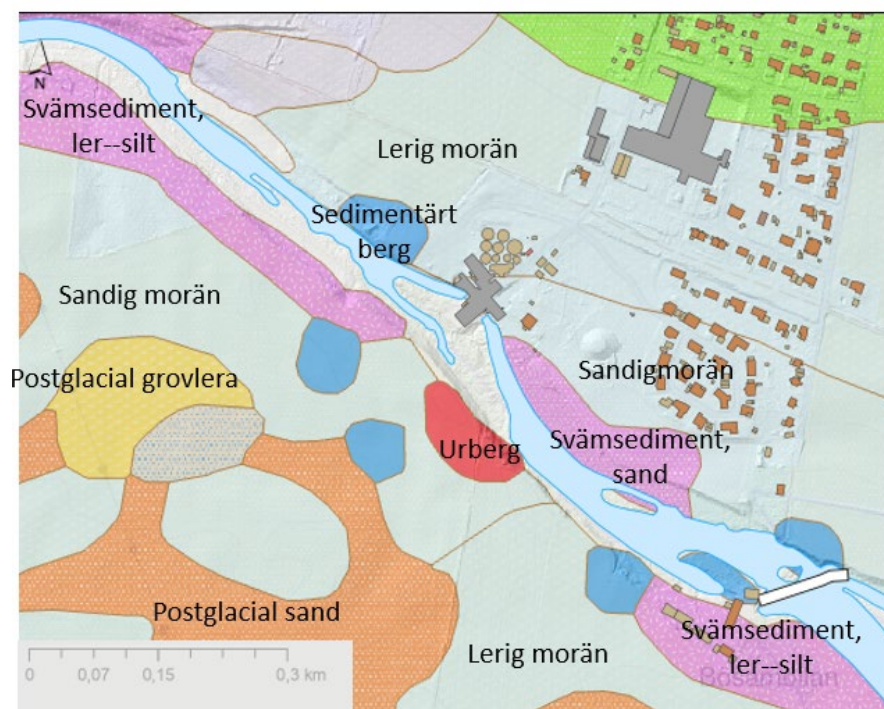 N
Svämsediment,
ler--silt
Lerig morän
Sedimentärt
berg
Sandig morän
Postglacial grovlera
Sandigmorän
Urberg
Svämsediment,
sand
Postglacial sand
Lerig morän
Svämsediment,
ler--silt
0 0,07 0,15 0,3 km